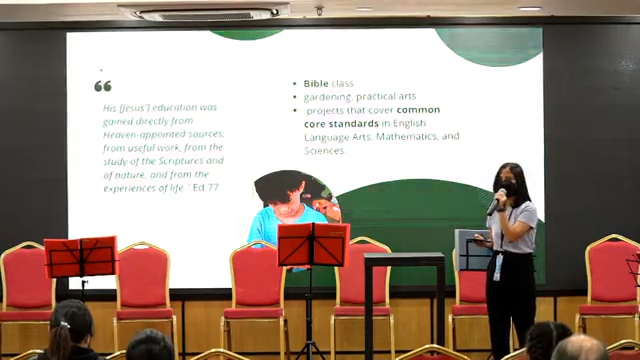 “
His [Jesus'] education was
gained directly from
Heaven-appointed sources;
from useful work, from the
study of the Scriptures and
of nature, and from the
experiences of life.” Ed 77
• Bible class
• gardening, practical arts
• projects that cover common
core standards in English
Language Arts, Mathematics, and
Sciences.